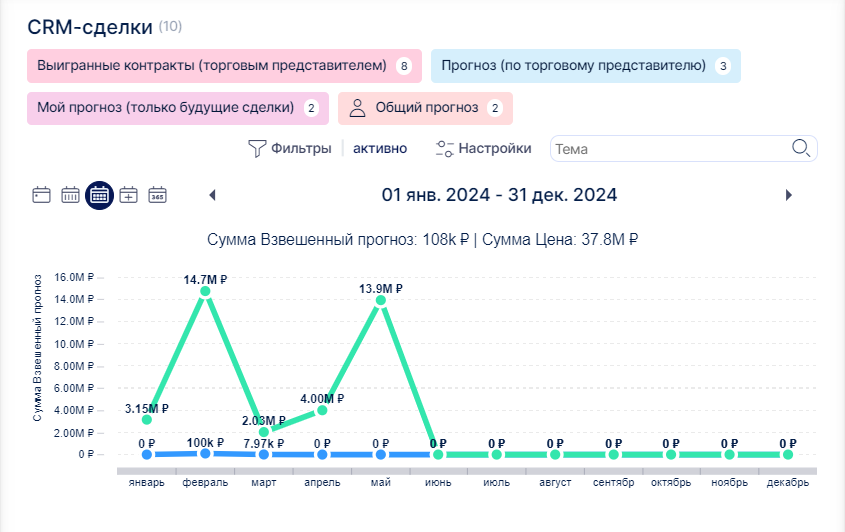 CRM-сделки (10)
Выигранные контракты (торговым представителем) 8
Прогноз (по торговому представителю) 3
Мой прогноз (только будущие сделки) 2
Общий прогноз 2
Фильтры | активно
Настройки
Тема
365
01 янв. 2024 - 31 дек. 2024
Сумма Взвешенный прогноз: 108k ₽ | Сумма Цена: 37.8M ₽
Сумма Взвешенный прогноз
16.0M ₽
14.0M ₽
12.0M ₽
10.0M ₽
8.00M ₽
6.00M ₽
4.00M ₽
2.00M ₽
0 ₽
3.15M ₽ 14.7M ₽ 2.03M ₽ 4.00M ₽ 13.9M ₽
0 ₽ 100k ₽ 7.97k ₽ 0 ₽ 0 ₽ 0 ₽ 0 ₽ 0 ₽ 0 ₽ 0 ₽ 0 ₽ 0 ₽
январь февраль март апрель май июнь июль август сентябр октябрь ноябрь декабрь